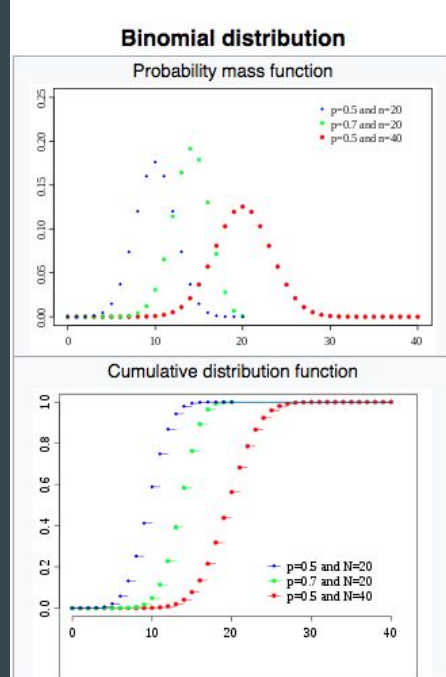 Binomial distribution
Probability mass function
0.25
0.20
0.15
0.10
0.05
0.00
p=0.5 and n=20
p=0.7 and n=20
p=0.5 and n=40
0 10 20 30 40
Cumulative distribution function
1.0
0.8
0.6
0.4
0.2
0.0
p=0.5 and N=20
p=0.7 and N=20
p=0.5 and N=40
0 10 20 30 40